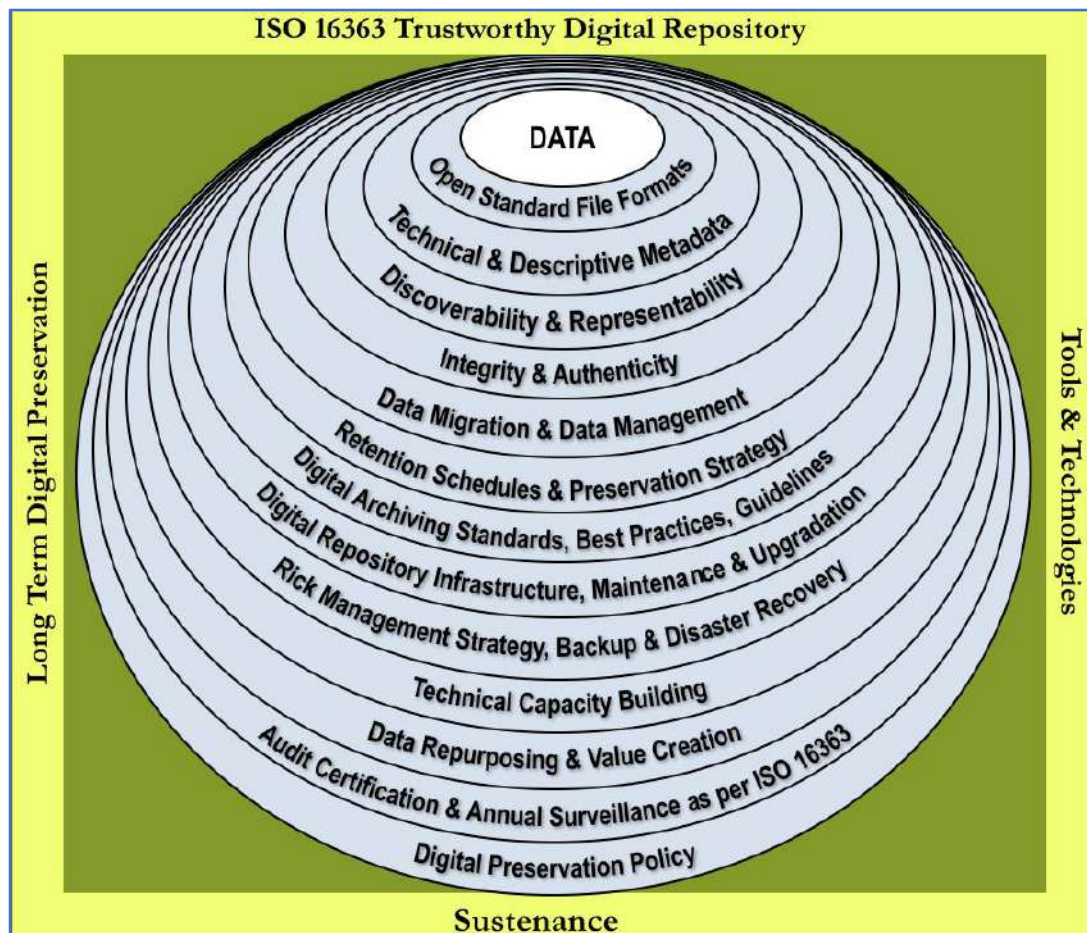 ISO 16363 Trustworthy Digital Repository
DATA
Open Standard File Formats
Technical & Descriptive Metadata
Discoverability & Representability
Integrity & Authenticity
Data Migration & Data Management
Retention Schedules & Preservation Strategy
Digital Archiving Standards, Best Practices, Guidelines
Digital Repository Infrastructure, Maintenance & Upgradation
Rick Management Strategy, Backup & Disaster Recovery
Technical Capacity Building
Data Repurposing & Value Creation
Audit Certification & Annual Surveillance as per ISO 16363
Digital Preservation Policy
Long Term Digital Preservation
Tools & Technologies
Sustenance